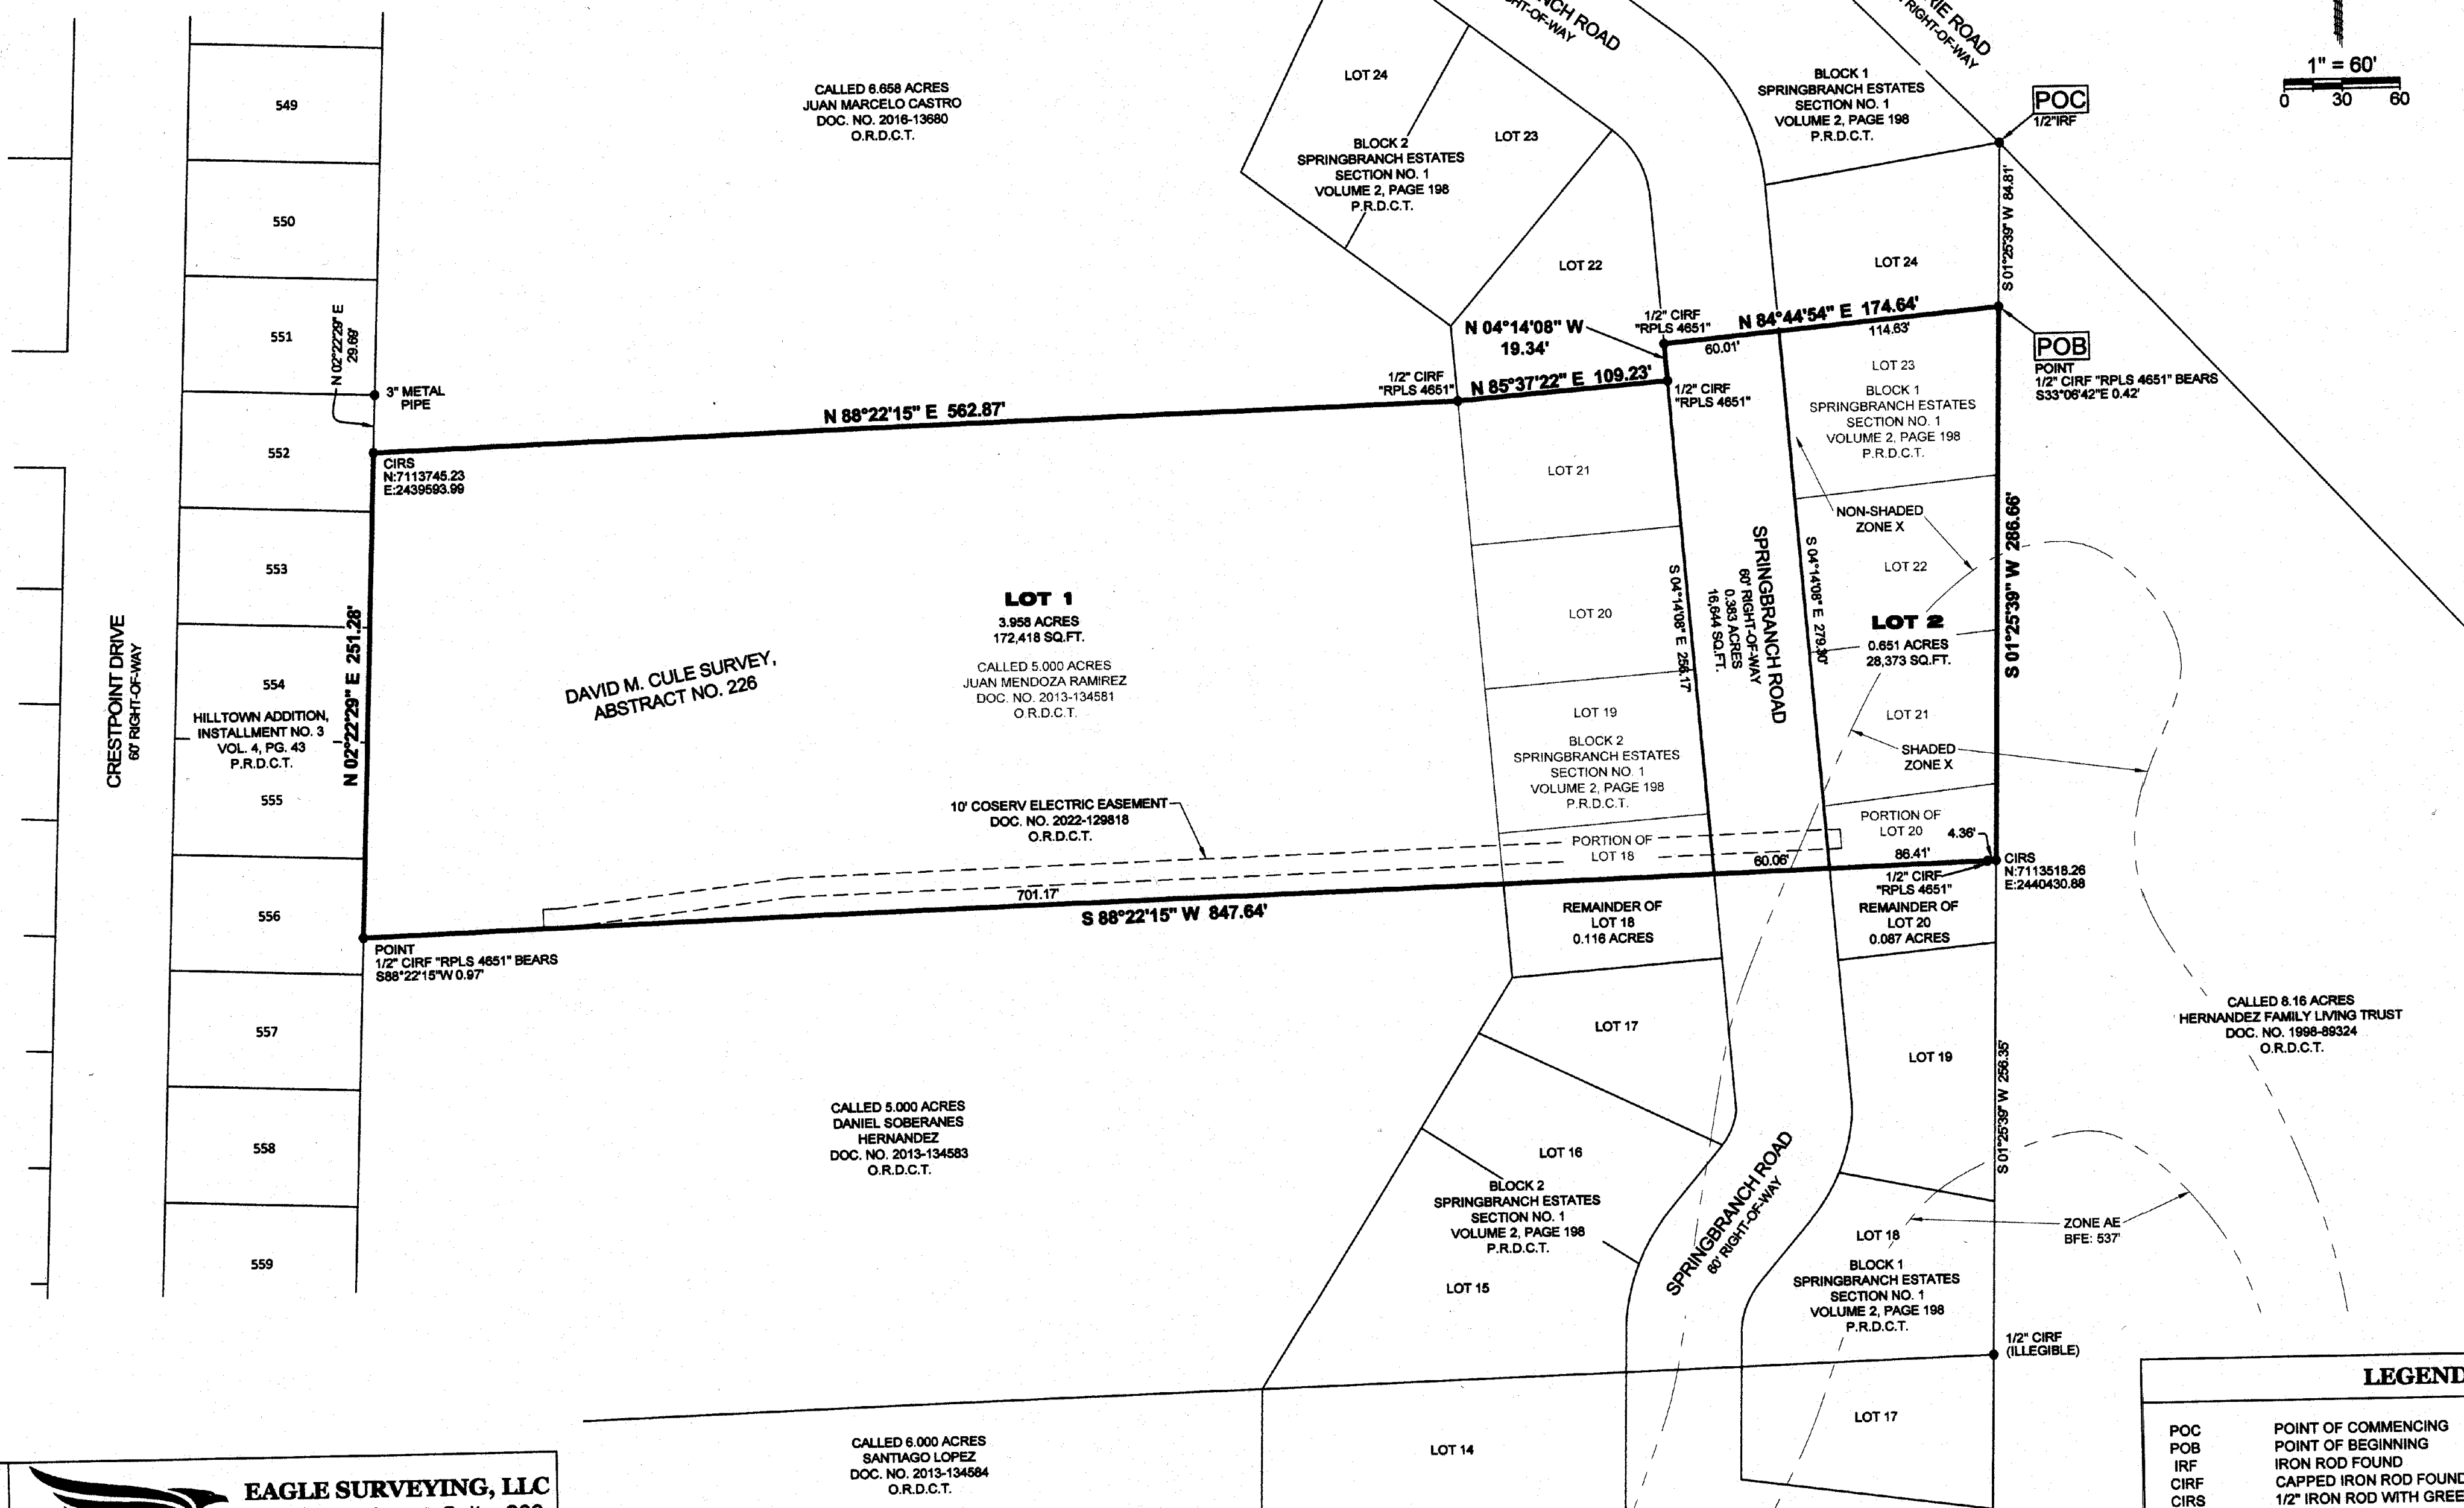 NCH ROAD
HT-OF-WAY
RIE ROAD
RIGHT-OF-WAY
1" = 60'
0 30 60
549
550
551
552
553
554
555
556
557
558
559
CRESTPOINT DRIVE
60' RIGHT-OF-WAY
HILLTOWN ADDITION,
INSTALLMENT NO. 3
VOL. 4, PG. 43
P.R.D.C.T.
N 02°22'29" E
29.69'
3" METAL
PIPE
CALLED 6.658 ACRES
JUAN MARCELO CASTRO
DOC. NO. 2016-13680
O.R.D.C.T.
LOT 24
BLOCK 2
SPRINGBRANCH ESTATES
SECTION NO. 1
VOLUME 2, PAGE 198
P.R.D.C.T.
LOT 23
LOT 22
BLOCK 1
SPRINGBRANCH ESTATES
SECTION NO. 1
VOLUME 2, PAGE 198
P.R.D.C.T.
POC
1/2"IRF
S 01°25'39" W 84.81'
LOT 24
N 04°14'08" W
19.34'
1/2" CIRF
"RPLS 4651"
N 84°44'54" E 174.64'
60.01'
114.63'
POB
POINT
1/2" CIRF "RPLS 4651" BEARS
S33°06'42"E 0.42'
1/2" CIRF
"RPLS 4651"
N 85°37'22" E 109.23'
1/2" CIRF
"RPLS 4651"
N 88°22'15" E 562.87'
CIRS
N:7113745.23
E:2439593.99
N 02°22'29" E 251.28'
LOT 1
3.958 ACRES
172,418 SQ.FT.
CALLED 5.000 ACRES
JUAN MENDOZA RAMIREZ
DOC. NO. 2013-134581
O.R.D.C.T.
DAVID M. CULE SURVEY,
ABSTRACT NO. 226
10' COSERV ELECTRIC EASEMENT
DOC. NO. 2022-129818
O.R.D.C.T.
LOT 21
LOT 20
LOT 19
BLOCK 2
SPRINGBRANCH ESTATES
SECTION NO. 1
VOLUME 2, PAGE 198
P.R.D.C.T.
PORTION OF
LOT 18
S 04°14'08" E 256.17'
SPRINGBRANCH ROAD
60' RIGHT-OF-WAY
0.383 ACRES
16,644 SQ.FT.
S 04°14'08" E 279.30'
LOT 23
BLOCK 1
SPRINGBRANCH ESTATES
SECTION NO. 1
VOLUME 2, PAGE 198
P.R.D.C.T.
NON-SHADED
ZONE X
LOT 22
LOT 2
0.651 ACRES
28,373 SQ.FT.
LOT 21
SHADED
ZONE X
PORTION OF
LOT 20
4.36'
S 01°25'39" W 286.66'
701.17'
60.06'
86.41'
S 88°22'15" W 847.64'
1/2" CIRF
"RPLS 4651"
CIRS
N:7113518.26
E:2440430.88
POINT
1/2" CIRF "RPLS 4651" BEARS
S88°22'15"W 0.97'
REMAINDER OF
LOT 18
0.116 ACRES
REMAINDER OF
LOT 20
0.087 ACRES
CALLED 8.16 ACRES
HERNANDEZ FAMILY LIVING TRUST
DOC. NO. 1998-89324
O.R.D.C.T.
LOT 17
LOT 19
S 01°25'39" W 256.35'
CALLED 5.000 ACRES
DANIEL SOBERANES
HERNANDEZ
DOC. NO. 2013-134583
O.R.D.C.T.
LOT 16
BLOCK 2
SPRINGBRANCH ESTATES
SECTION NO. 1
VOLUME 2, PAGE 198
P.R.D.C.T.
LOT 15
SPRINGBRANCH ROAD
60' RIGHT-OF-WAY
LOT 18
BLOCK 1
SPRINGBRANCH ESTATES
SECTION NO. 1
VOLUME 2, PAGE 198
P.R.D.C.T.
ZONE AE
BFE: 537'
1/2" CIRF
(ILLEGIBLE)
LOT 17
LOT 14
CALLED 6.000 ACRES
SANTIAGO LOPEZ
DOC. NO. 2013-134584
O.R.D.C.T.
EAGLE SURVEYING, LLC
LEGEND
POC POINT OF COMMENCING
POB POINT OF BEGINNING
IRF IRON ROD FOUND
CIRF CAPPED IRON ROD FOUND
CIRS 1/2" IRON ROD WITH GREE